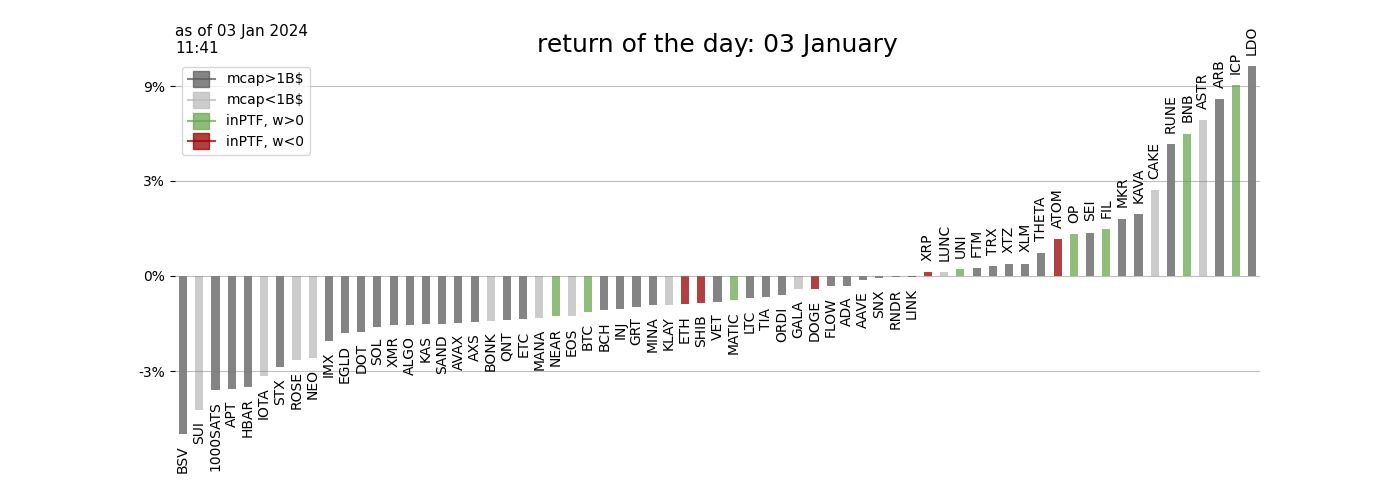 as of 03 Jan 2024
11:41
return of the day: 03 January
mcap>1B$
mcap<1B$
inPTF, w>0
inPTF, w<0
9%
3%
0%
-3%
BSV
SUI
1000SATS
APT
HBAR
IOTA
STX
ROSE
NEO
IMX
EGLD
DOT
SOL
XMR
ALGO
KAS
SAND
AVAX
AXS
BONK
QNT
ETC
MANA
NEAR
EOS
BTC
BCH
INJ
GRT
MINA
KLAY
ETH
SHIB
VET
MATIC
LTC
TIA
ORDI
GALA
DOGE
FLOW
ADA
AAVE
SNX
RNDR
LINK
XRP
LUNC
UNI
FTM
TRX
XTZ
XLM
THETA
ATOM
OP
SEI
FIL
MKR
KAVA
CAKE
RUNE
BNB
ASTR
ARB
ICP
LDO